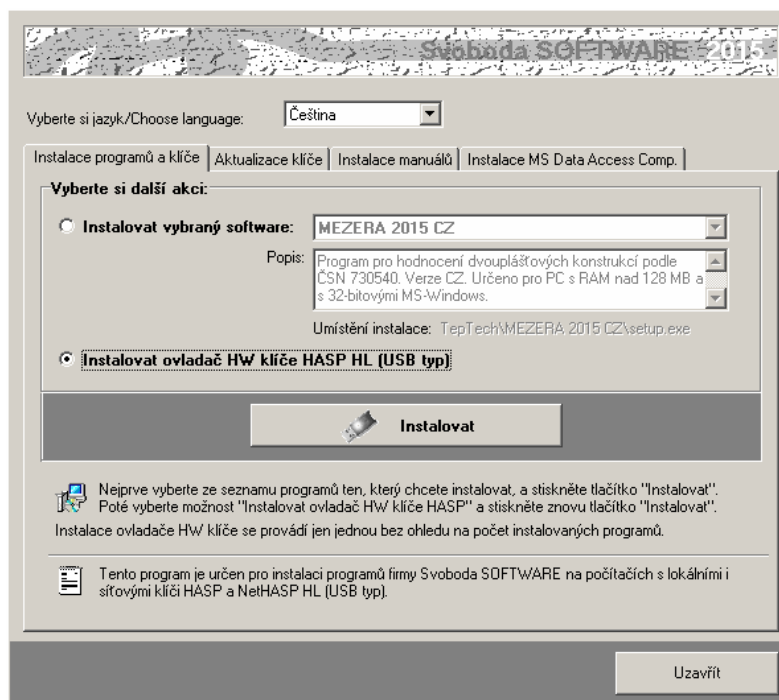 Svoboda SOFTWARE 2015
Vyberte si jazyk/Choose language: Čeština
Instalace programů a klíče Aktualizace klíče Instalace manuálů Instalace MS Data Access Comp.
Vyberte si další akci:
Instalovat vybraný software: MEZERA 2015 CZ
Popis: Program pro hodnocení dvouplášťových konstrukcí podle
ČSN 730540. Verze CZ. Určeno pro PC s RAM nad 128 MB a
s 32-bitovými MS-Windows.
Umístění instalace: TepTech\MEZERA 2015 CZ\setup.exe
Instalovat ovladač HW klíče HASP HL (USB typ)
Instalovat
Nejprve vyberte ze seznamu programů ten, který chcete instalovat, a stiskněte tlačítko "Instalovat".
Poté vyberte možnost "Instalovat ovladač HW klíče HASP" a stiskněte znovu tlačítko "Instalovat".
Instalace ovladače HW klíče se provádí jen jednou bez ohledu na počet instalovaných programů.
Tento program je určen pro instalaci programů firmy Svoboda SOFTWARE na počítačích s lokálními i
síťovými klíči HASP a NetHASP HL (USB typ).
Uzavřít